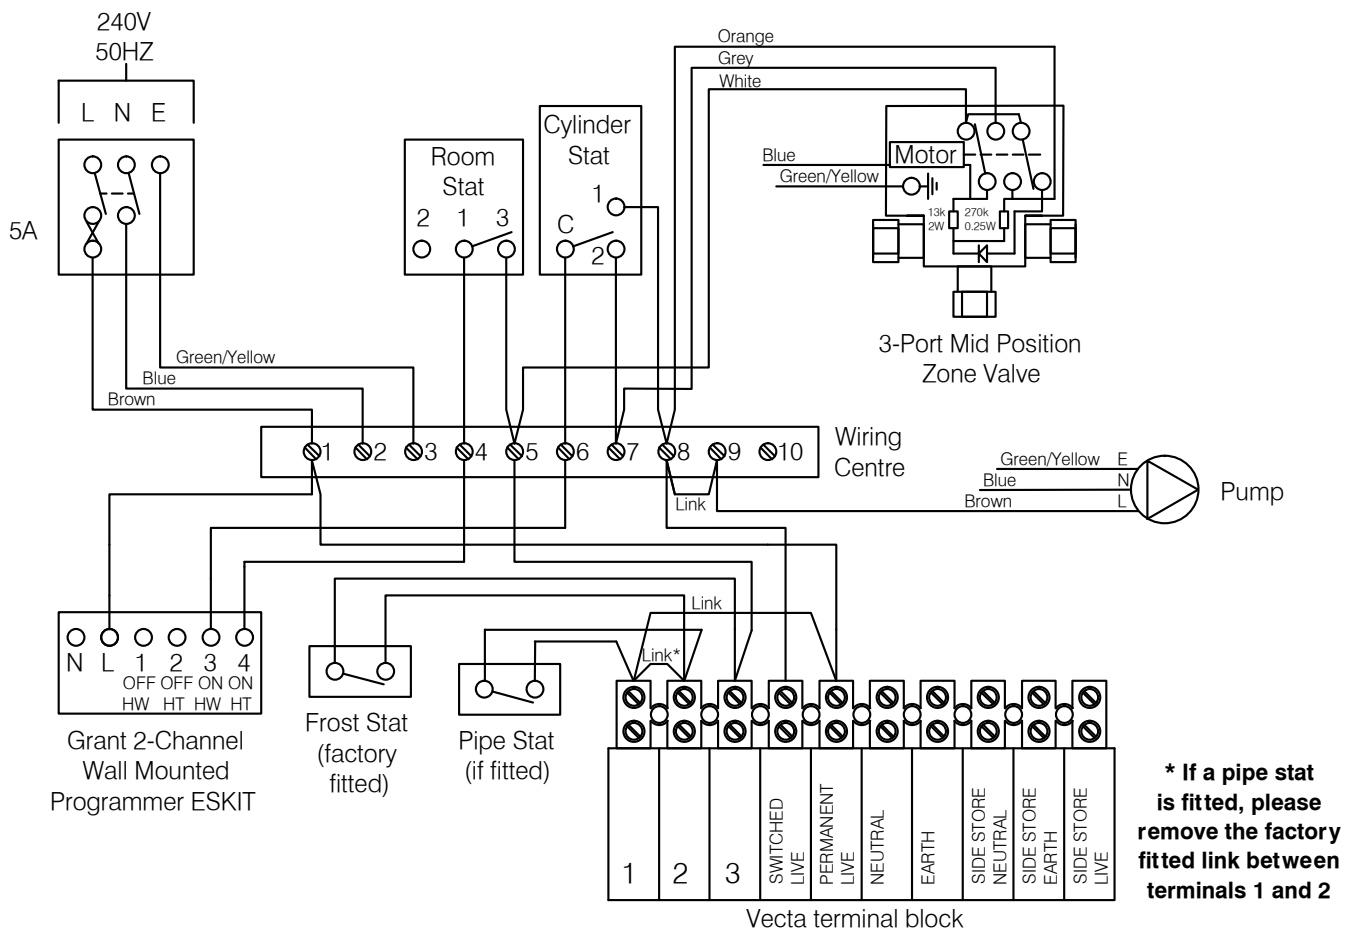 240V
50HZ
L N E
5A
Room
Stat
2 1 3
Cylinder
Stat
1
C
2
Orange
Grey
White
Blue
Green/Yellow
Motor
13k
2W
270k
0.25W
3-Port Mid Position
Zone Valve
Green/Yellow
Blue
Brown
1 2 3 4 5 6 7 8 9 10
Wiring
Centre
Link
Green/Yellow E
Blue N
Brown L
Pump
N L 1 2 3 4
OFF OFF ON ON
HW HT HW HT
Grant 2-Channel
Wall Mounted
Programmer ESKIT
Frost Stat
(factory
fitted)
Pipe Stat
(if fitted)
Link
Link*
1
2
3
SWITCHED
LIVE
PERMANENT
LIVE
NEUTRAL
EARTH
SIDE STORE
NEUTRAL
SIDE STORE
EARTH
SIDE STORE
LIVE
Vecta terminal block
* If a pipe stat
is fitted, please
remove the factory
fitted link between
terminals 1 and 2